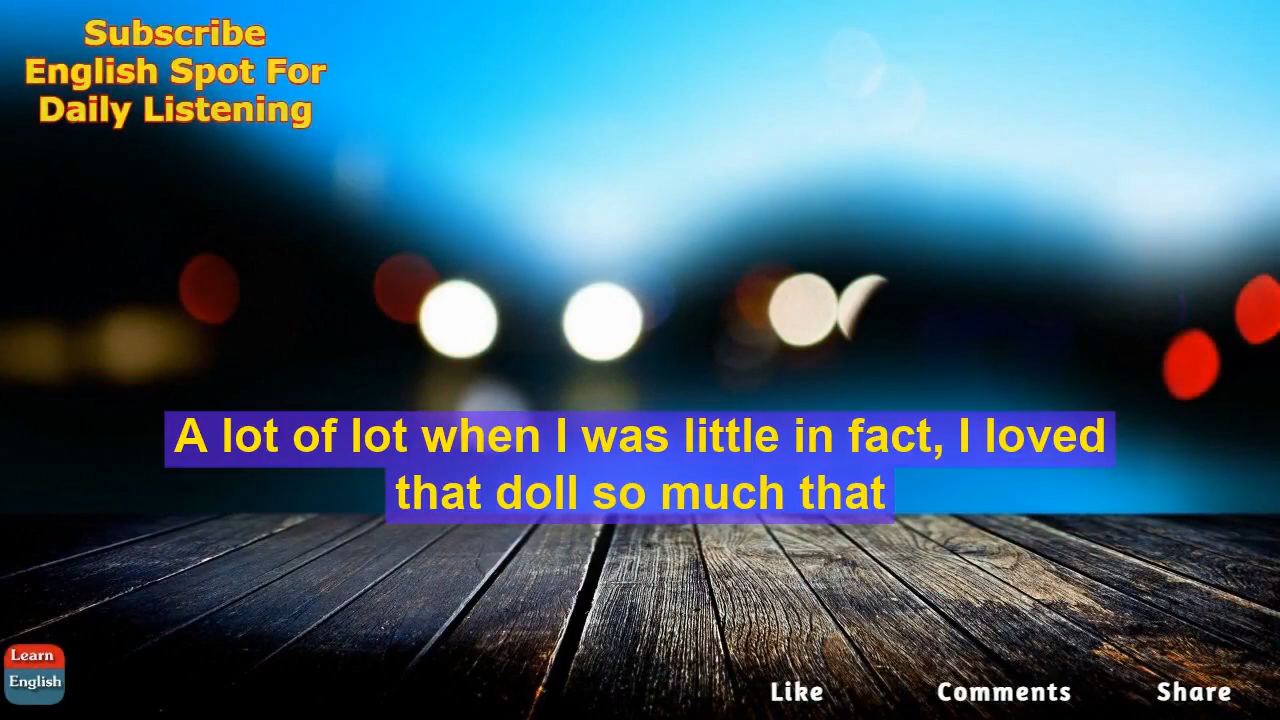 Subscribe
English Spot For
Daily Listening
A lot of lot when I was little in fact, I loved
that doll so much that
Learn
English
Like
Comments
Share